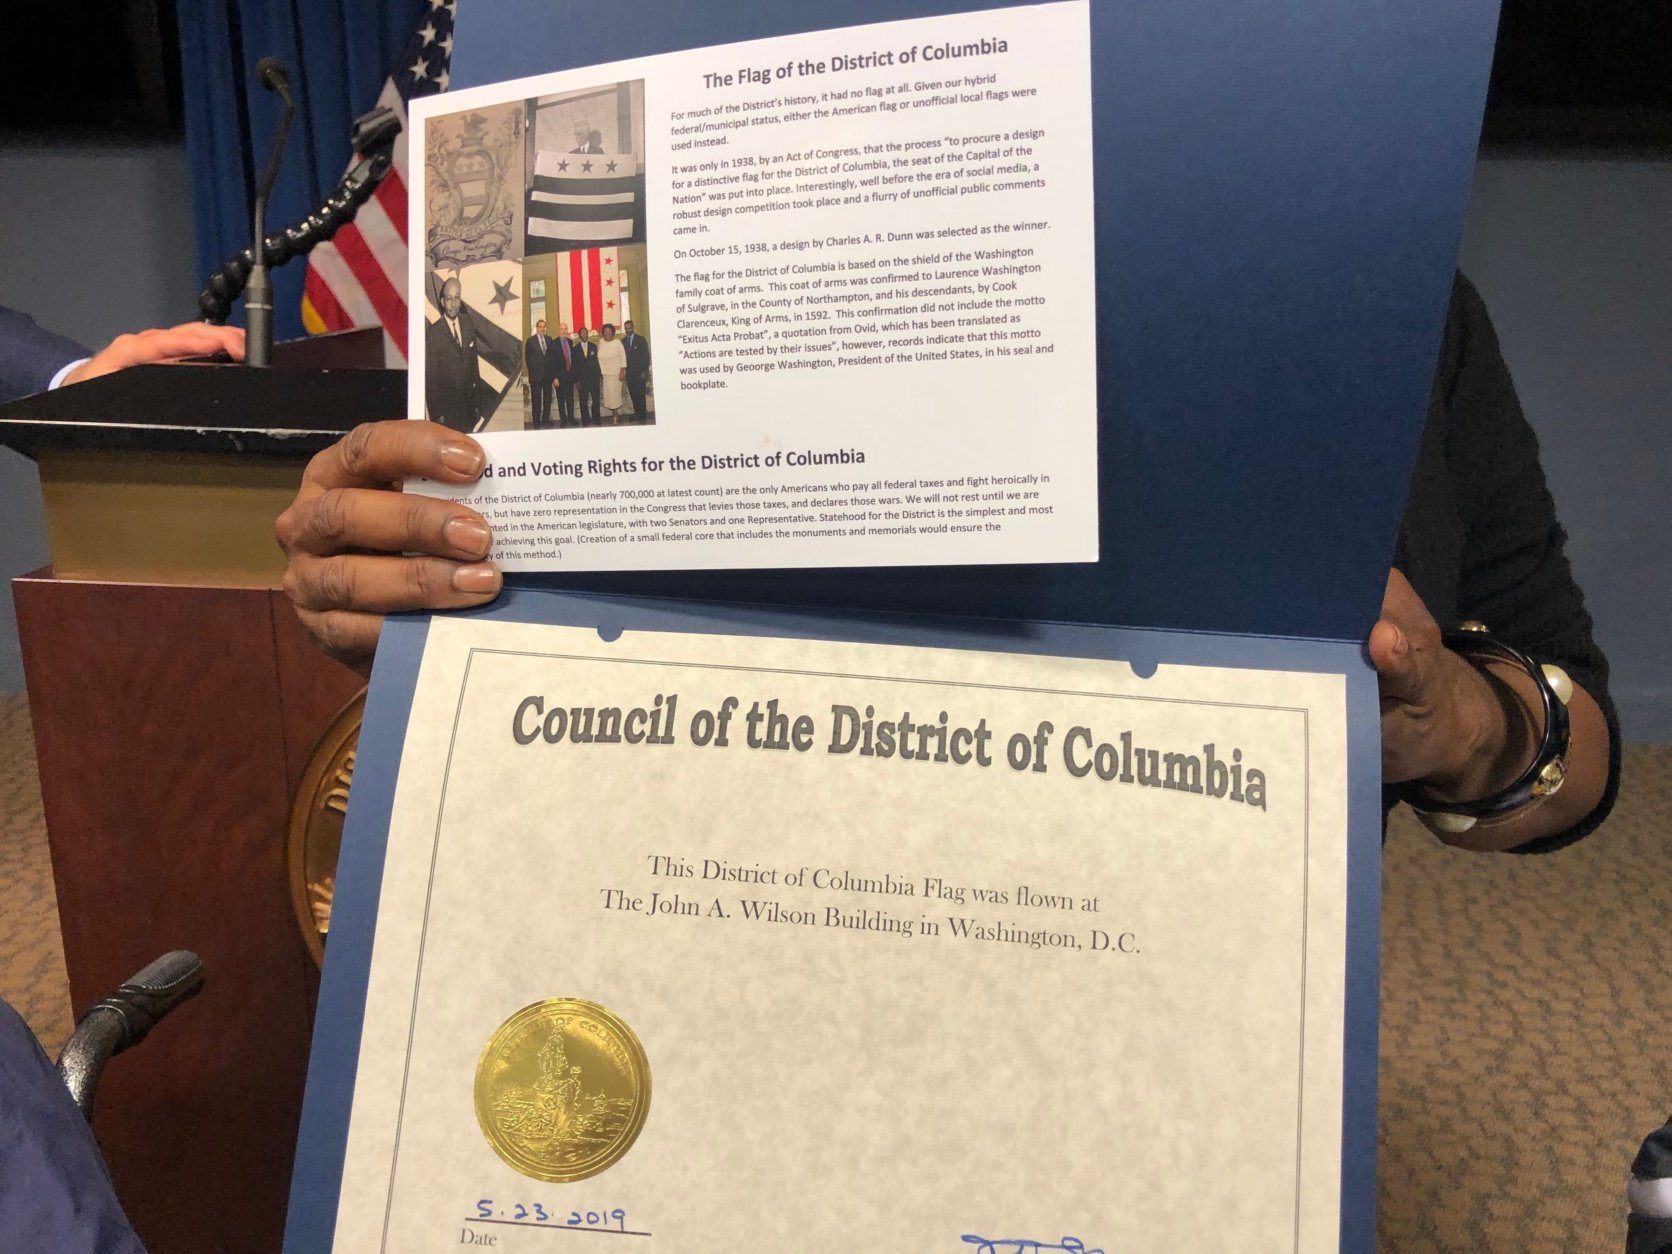 The Flag of the District of Columbia
For much of the District's history, it had no flag at all. Given our hybrid
federal/municipal status, either the American flag or unofficial local flags were
used instead.
It was only in 1938, by an Act of Congress, that the process "to procure a design
for a distinctive flag for the District of Columbia, the seat of the Capital of the
Nation" was put into place. Interestingly, well before the era of social media, a
robust design competition took place and a flurry of unofficial public comments
came in.
On October 15, 1938, a design by Charles A. R. Dunn was selected as the winner.
The flag for the District of Columbia is based on the shield of the Washington
family coat of arms. This coat of arms was confirmed to Laurence Washington
of Sulgrave, in the County of Northampton, and his descendants, by Cook
Clarenceux, King of Arms, in 1592. This confirmation did not include the motto
"Exitus Acta Probat", a quotation from Ovid, which has been translated as
"Actions are tested by their issues", however, records indicate that this motto
was used by Geoorge Washington, President of the United States, in his seal and
bookplate.
d and Voting Rights for the District of Columbia
dents of the District of Columbia (nearly 700,000 at latest count) are the only Americans who pay all federal taxes and fight heroically in
rs, but have zero representation in the Congress that levies those taxes, and declares those wars. We will not rest until we are
nted in the American legislature, with two Senators and one Representative. Statehood for the District is the simplest and most
achieving this goal. (Creation of a small federal core that includes the monuments and memorials would ensure the
y of this method.)
Council of the District of Columbia
This District of Columbia Flag was flown at
The John A. Wilson Building in Washington, D.C.
5.23.2019
Date